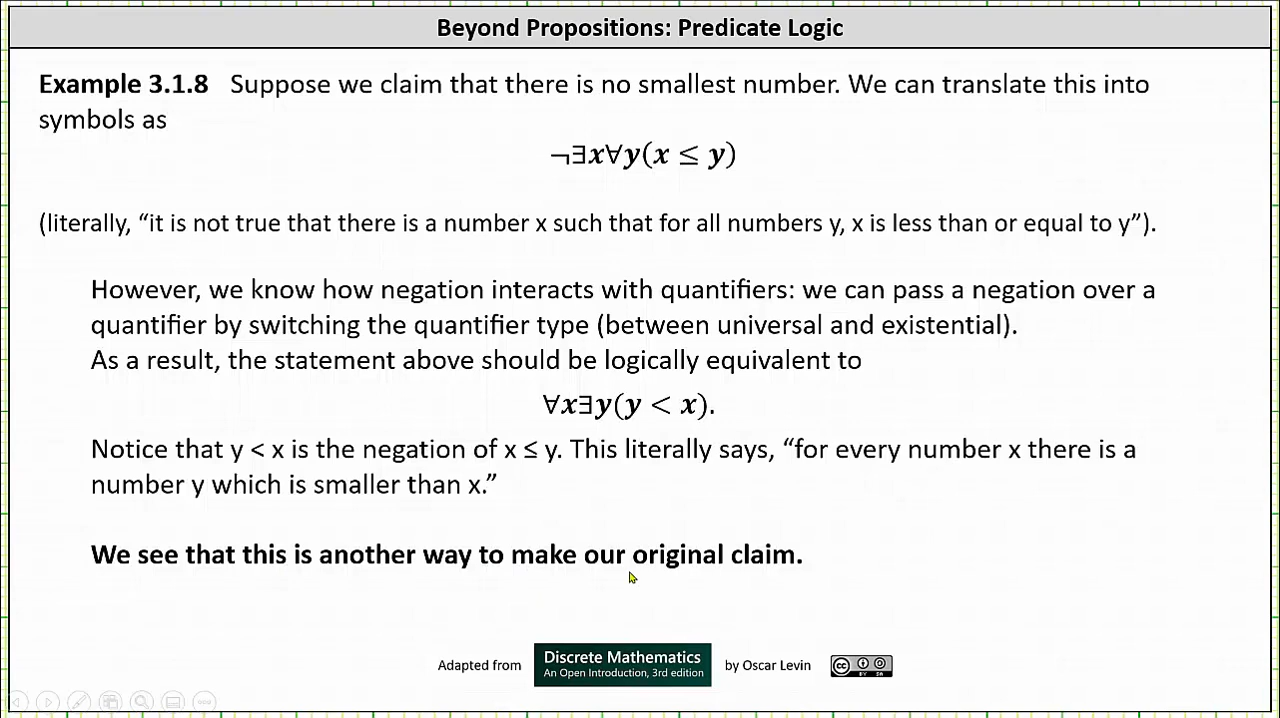 Beyond Propositions: Predicate Logic
Example 3.1.8 Suppose we claim that there is no smallest number. We can translate this into
symbols as
¬∃x∀y(x ≤ y)
(literally, “it is not true that there is a number x such that for all numbers y, x is less than or equal to y”).
However, we know how negation interacts with quantifiers: we can pass a negation over a
quantifier by switching the quantifier type (between universal and existential).
As a result, the statement above should be logically equivalent to
∀x∃y(y < x).
Notice that y < x is the negation of x ≤ y. This literally says, “for every number x there is a
number y which is smaller than x.”
We see that this is another way to make our original claim.
Adapted from
Discrete Mathematics
An Open Introduction, 3rd edition
by Oscar Levin
cc
BY SA